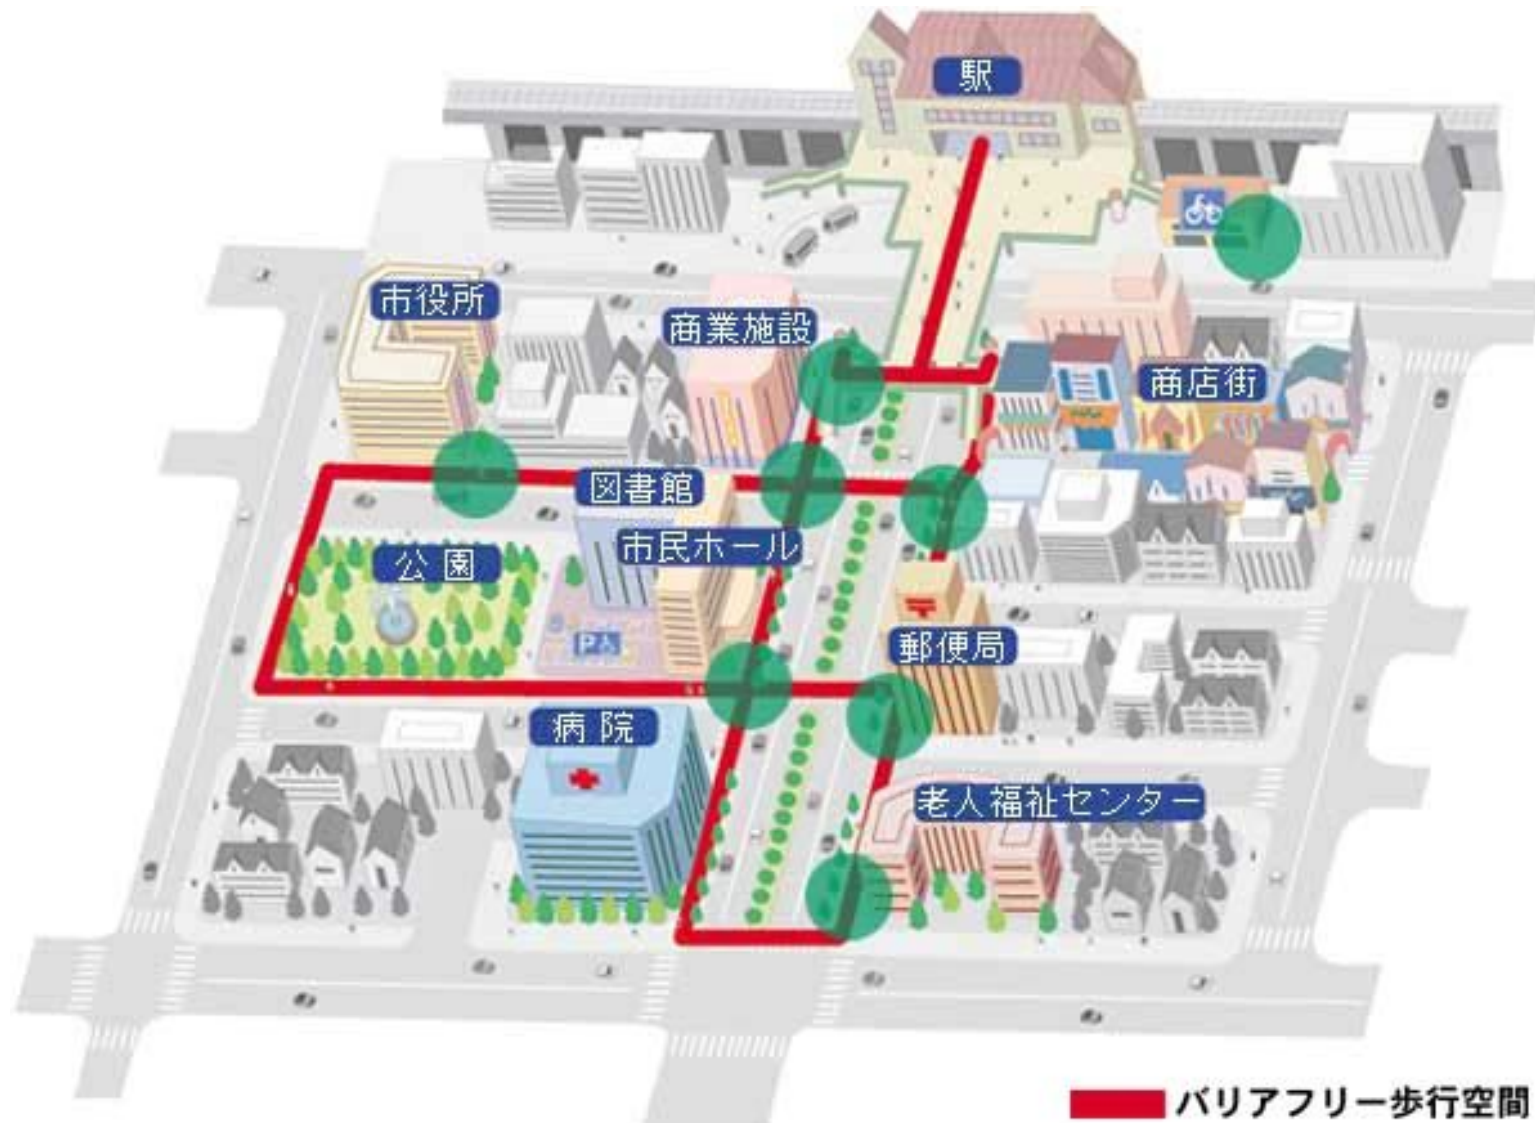 駅
市役所
商業施設
商店街
図書館
市民ホール
公園
P
郵便局
病院
老人福祉センター
バリアフリー歩行空間